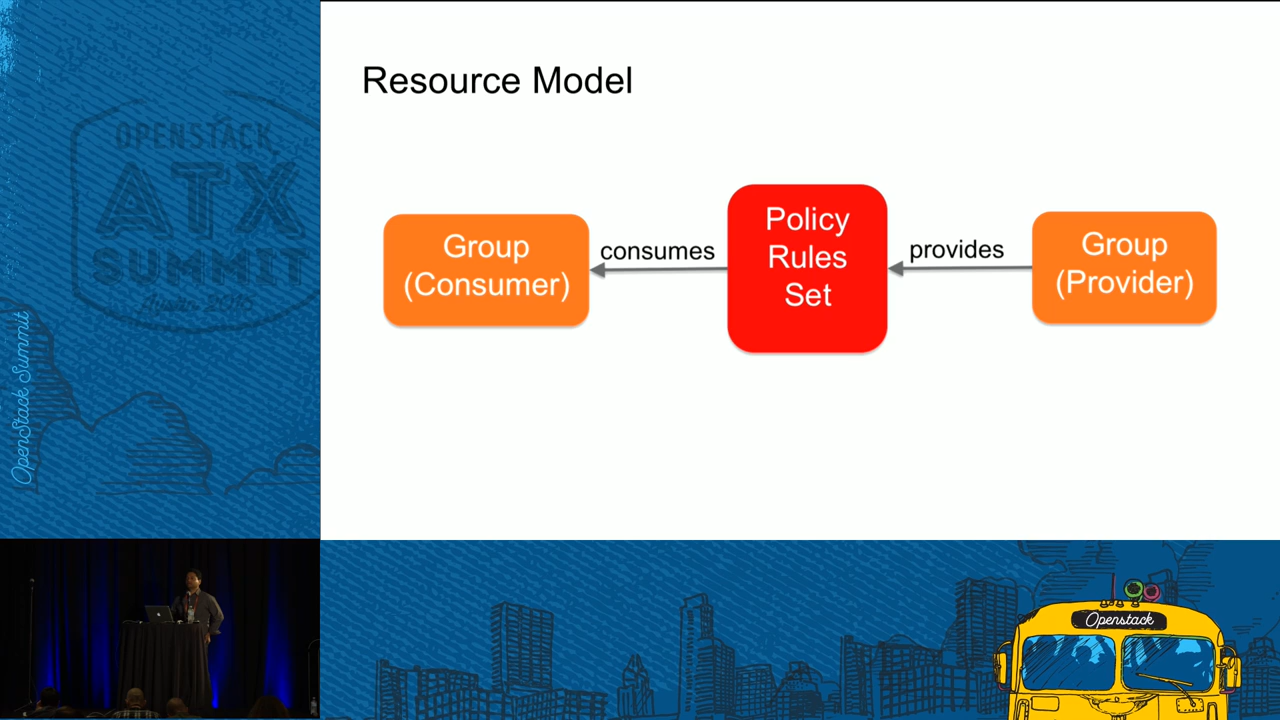 OPENSTACK
ATX
SUMMIT
Austin 2016
OpenStack Summit
Resource Model
Group
(Consumer)
consumes
Policy
Rules
Set
provides
Group
(Provider)
Openstack